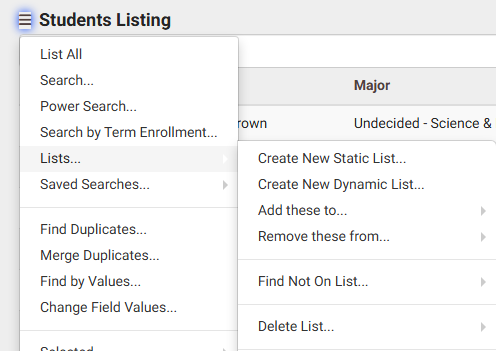 Students Listing
List All
Search...
Power Search...
Search by Term Enrollment...
Lists...
Saved Searches...
Find Duplicates...
Merge Duplicates...
Find by Values...
Change Field Values...
Major
rown
Undecided - Science &
Create New Static List...
Create New Dynamic List...
Add these to...
Remove these from...
Find Not On List...
Delete List...